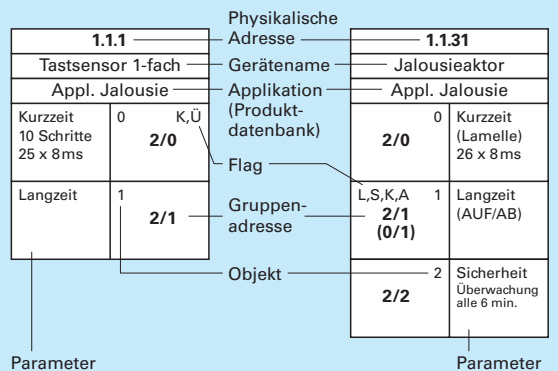 Physikalische
Adresse
1.1.1
1.1.31
Tastsensor 1-fach
Gerätename
Jalousieaktor
Appl. Jalousie
Applikation
(Produkt-
datenbank)
Appl. Jalousie
Kurzzeit
10 Schritte
25 x 8ms
0 K,Ü
2/0
0
2/0
Kurzzeit
(Lamelle)
26 x 8ms
Flag
Langzeit
1
2/1
Gruppen-
adresse
L,S,K,A 1
2/1
(0/1)
Langzeit
(AUF/AB)
Objekt
2
2/2
Sicherheit
Überwachung
alle 6 min.
Parameter
Parameter